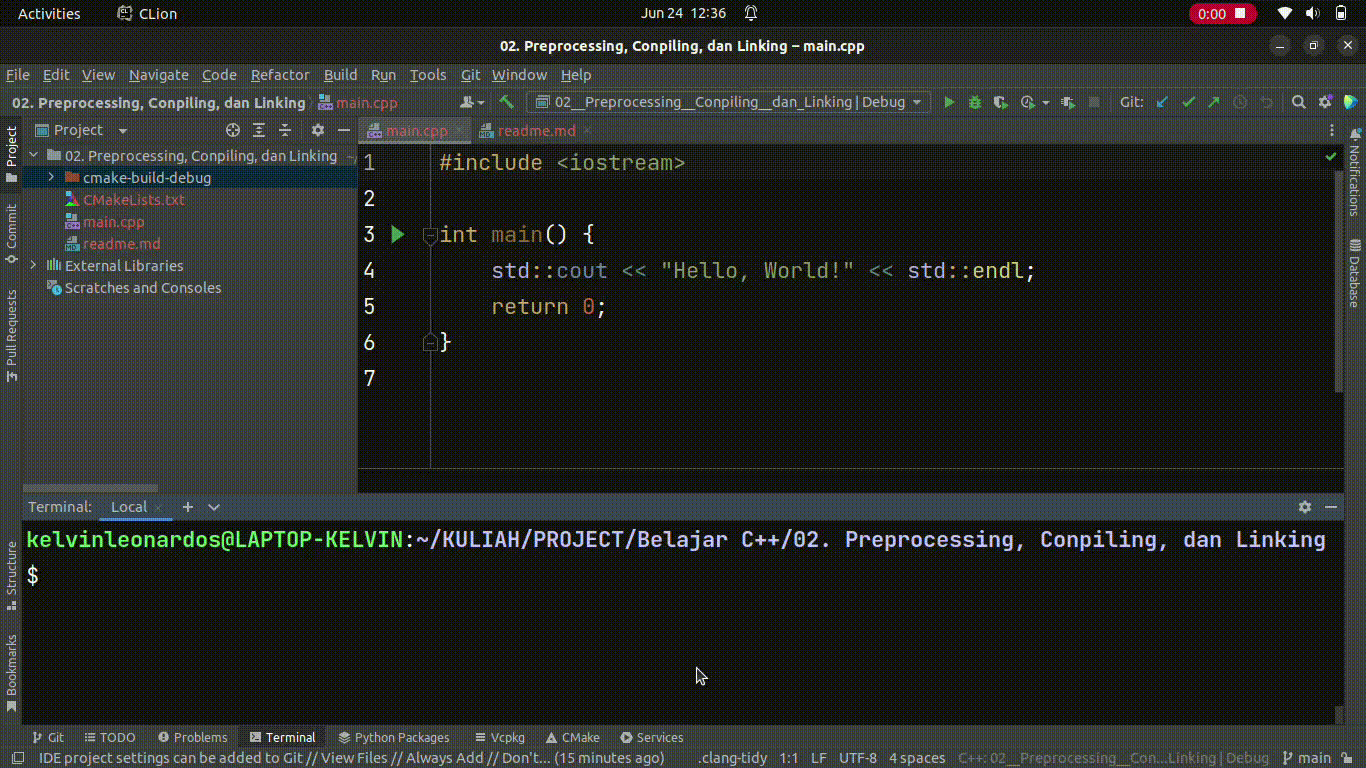 Activities CLion Jun 24 12:36 0:00
02. Preprocessing, Conpiling, dan Linking – main.cpp
File Edit View Navigate Code Refactor Build Run Tools Git Window Help
02. Preprocessing, Conpiling, dan Linking main.cpp 02__Preprocessing__Conpiling__dan_Linking | Debug Git:
Project
Project
main.cpp
readme.md
02. Preprocessing, Conpiling, dan Linking ~/
cmake-build-debug
CMakeLists.txt
main.cpp
readme.md
External Libraries
Scratches and Consoles
Commit
Pull Requests
1 #include <iostream>
2
3 int main() {
4 std::cout << "Hello, World!" << std::endl;
5 return 0;
6 }
7
Notifications
Database
Terminal: Local
kelvinleonardos@LAPTOP-KELVIN:~/KULIAH/PROJECT/Belajar C++/02. Preprocessing, Conpiling, dan Linking
$
Structure
Bookmarks
Git TODO Problems Terminal Python Packages Vcpkg CMake Services
IDE project settings can be added to Git // View Files // Always Add // Don't... (15 minutes ago) .clang-tidy 1:1 LF UTF-8 4 spaces C++: 02__Preprocessing__Con...Linking | Debug main